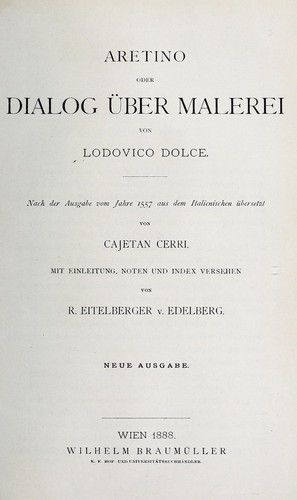 ARETINO
ODER
DIALOG ÜBER MALEREI
VON
LODOVICO DOLCE.
Nach der Ausgabe vom Jahre 1557 aus dem Italienischen übersetzt
VON
CAJETAN CERRI.
MIT EINLEITUNG, NOTEN UND INDEX VERSEHEN
VON
R. EITELBERGER v. EDELBERG.
NEUE AUSGABE.
WIEN 1888.
WILHELM BRAUMÜLLER
K. K. HOF- UND UNIVERSITÄTSBUCHHÄNDLER.